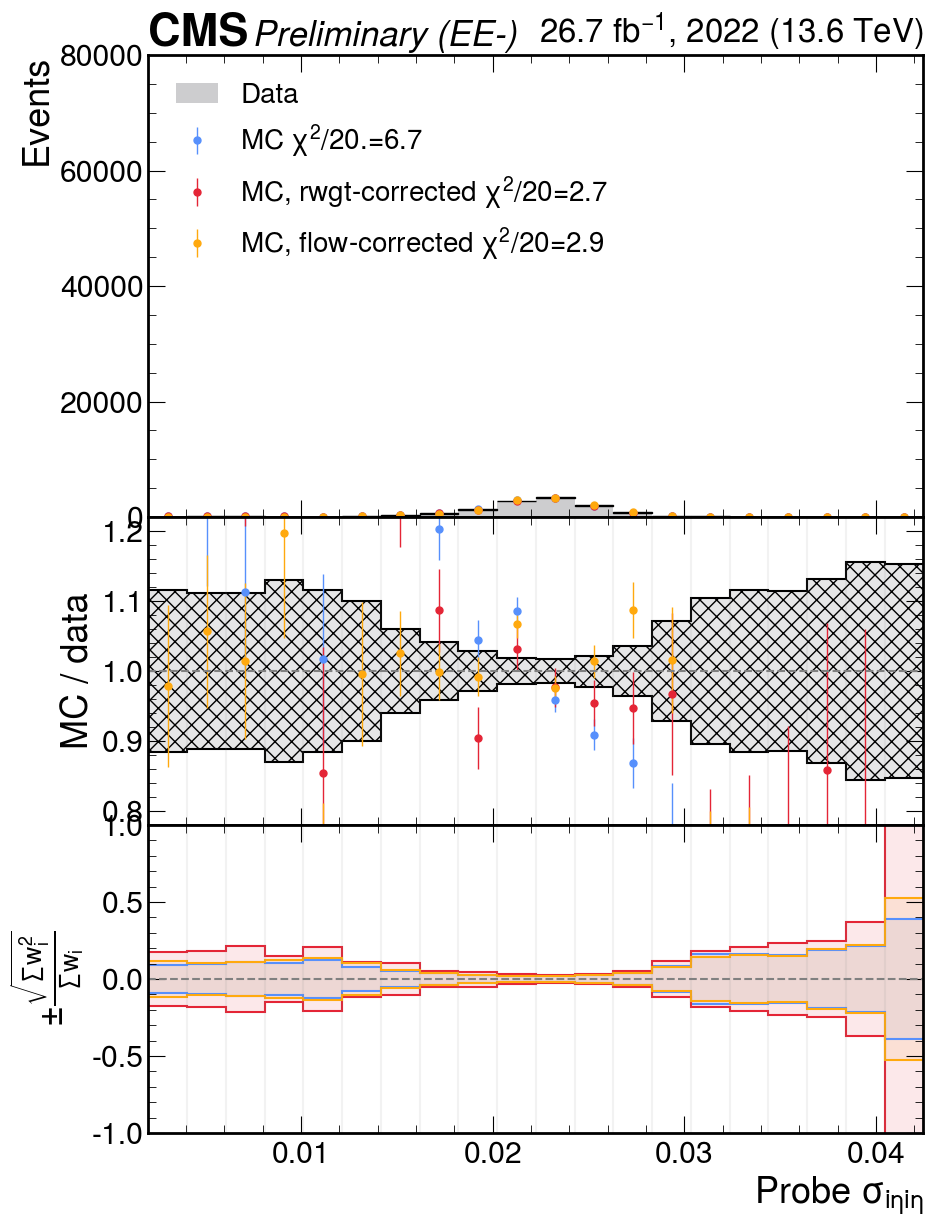 CMS Preliminary (EE-) 26.7 fb⁻¹, 2022 (13.6 TeV)
Events
80000
60000
40000
20000
0
Data
MC χ²/20.=6.7
MC, rwgt-corrected χ²/20=2.7
MC, flow-corrected χ²/20=2.9
MC / data
1.2
1.1
1.0
0.9
0.8
±√Σwᵢ²/Σwᵢ
1.0
0.5
0.0
-0.5
-1.0
0.01 0.02 0.03 0.04
Probe σiηiη